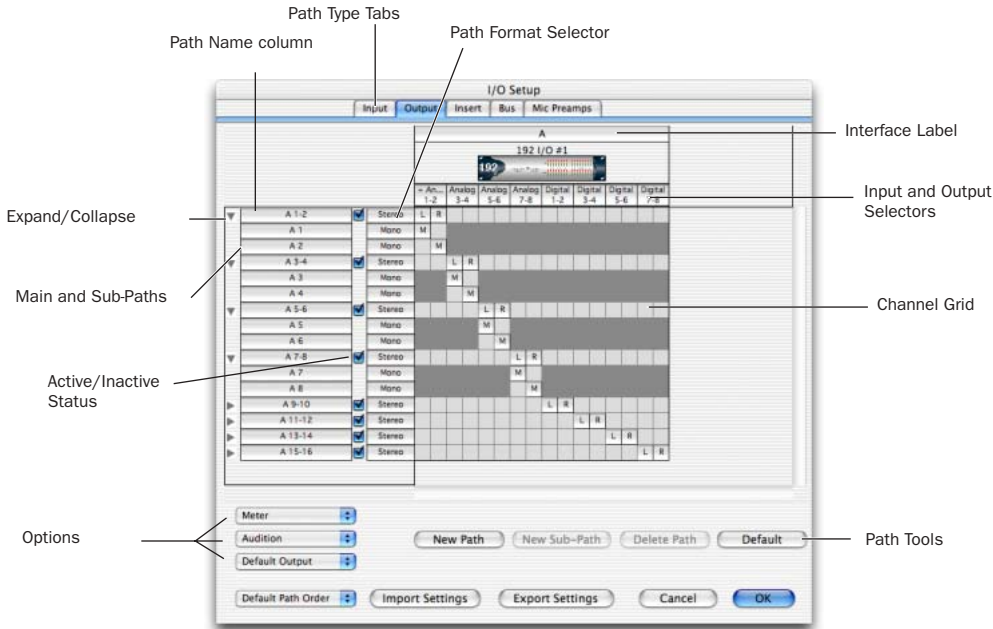 Path Type Tabs
Path Name column
Path Format Selector
I/O Setup
Input Output Insert Bus Mic Preamps
A
Interface Label
192 I/O #1
192
÷ An... Analog Analog Analog Digital Digital Digital Digital
1-2 3-4 5-6 7-8 1-2 3-4 5-6 7-8
Input and Output
Selectors
Expand/Collapse
A 1-2 Stereo L R
A 1 Mono M
A 2 Mono M
A 3-4 Stereo L R
A 3 Mono M
Main and Sub-Paths
A 4 Mono M
A 5-6 Stereo L R
Channel Grid
A 5 Mono M
A 6 Mono M
A 7-8 Stereo L R
Active/Inactive
Status
A 7 Mono M
A 8 Mono M
A 9-10 Stereo L R
A 11-12 Stereo L R
A 13-14 Stereo L R
A 15-16 Stereo L R
Meter
Options
Audition
New Path New Sub-Path Delete Path Default
Path Tools
Default Output
Default Path Order Import Settings Export Settings Cancel OK